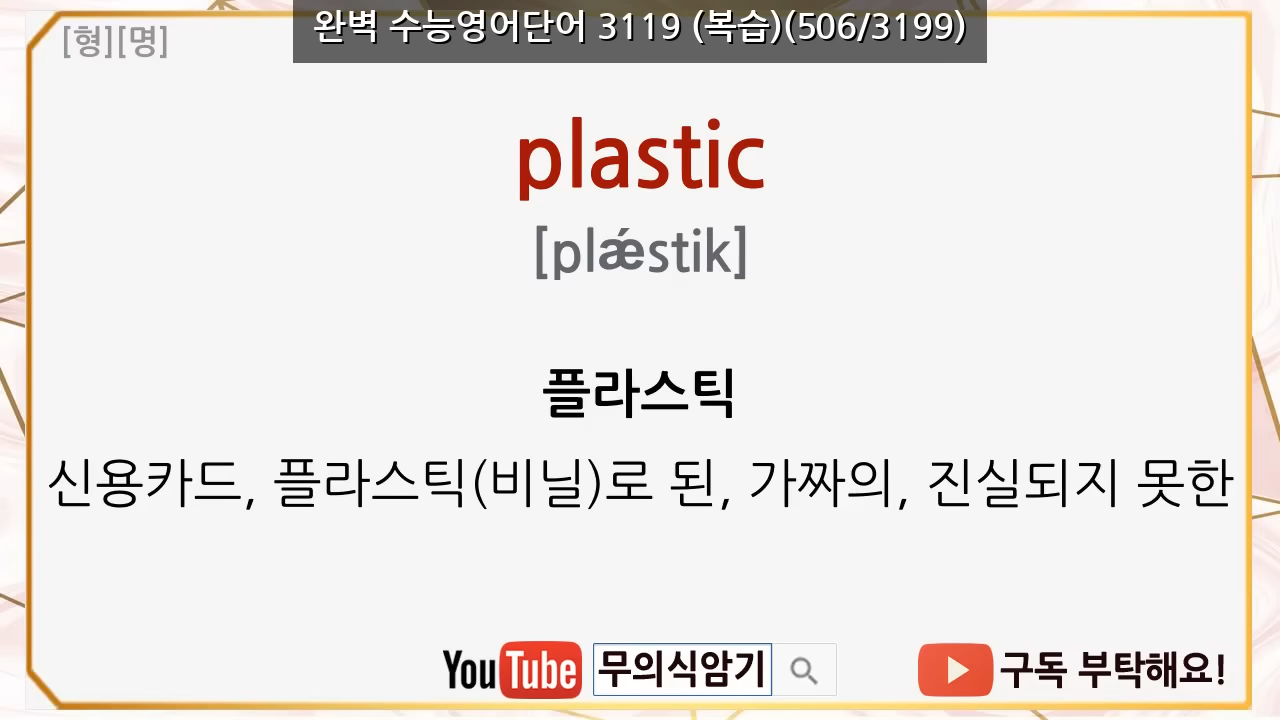 완벽 수능영어단어 3119 (복습)(506/3199)
[형][명]
plastic
[plǽstik]
플라스틱
신용카드, 플라스틱(비닐)로 된, 가짜의, 진실되지 못한
YouTube 무의식암기 구독 부탁해요!